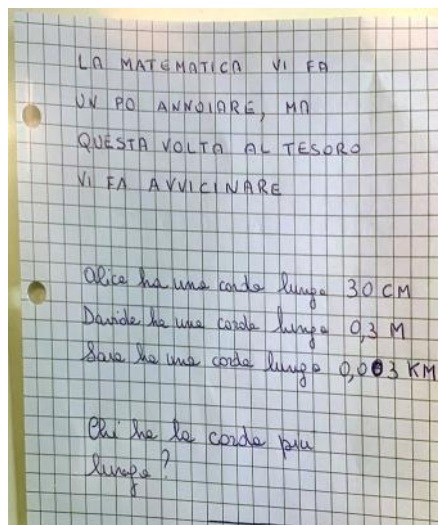 LA MATEMATICA VI FA
UN PO ANNOIARE, MA
QUESTA VOLTA AL TESORO
VI FA AVVICINARE
Alice ha una corda lunga 30 CM
Davide ha una corda lunga 0,3 M
Sara ha una corda lunga 0,003 KM
Chi ha la corda più
lunga?